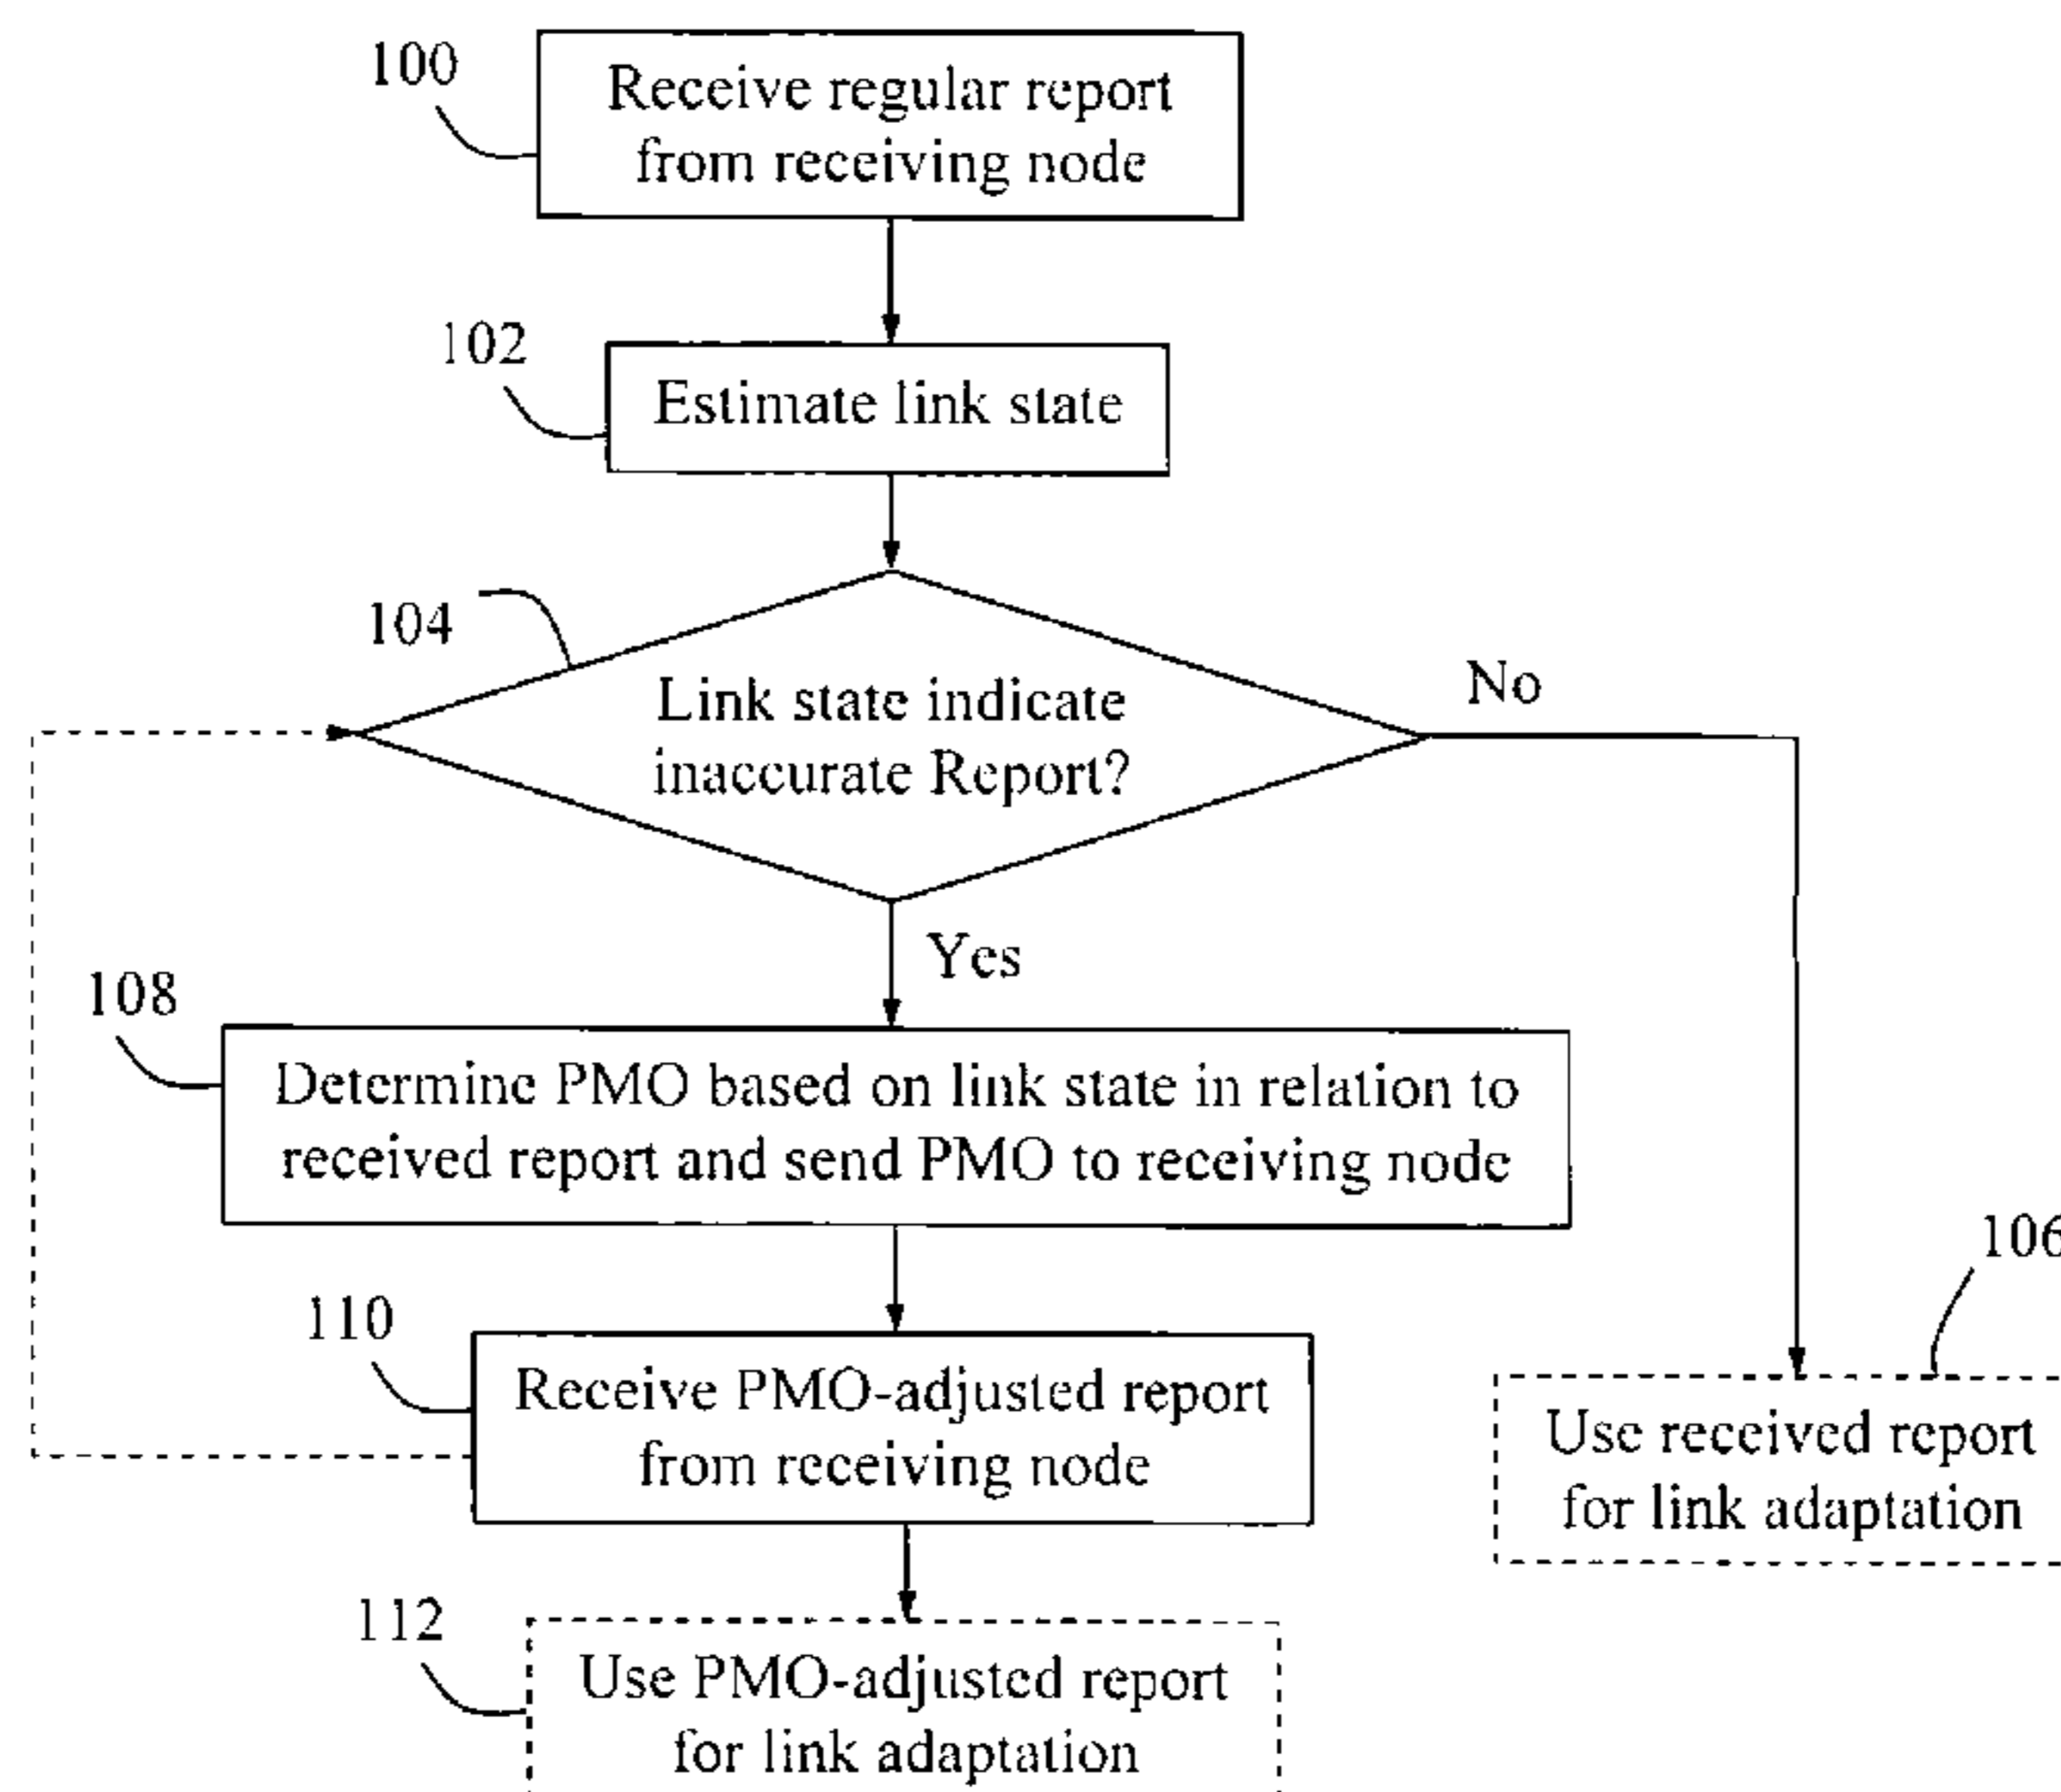 100
Receive regular report
from receiving node
102
Estimate link state
104
Link state indicate
inaccurate Report?
No
Yes
108
Determine PMO based on link state in relation to
received report and send PMO to receiving node
106
110
Receive PMO-adjusted report
from receiving node
Use received report
for link adaptation
112
Use PMO-adjusted report
for link adaptation